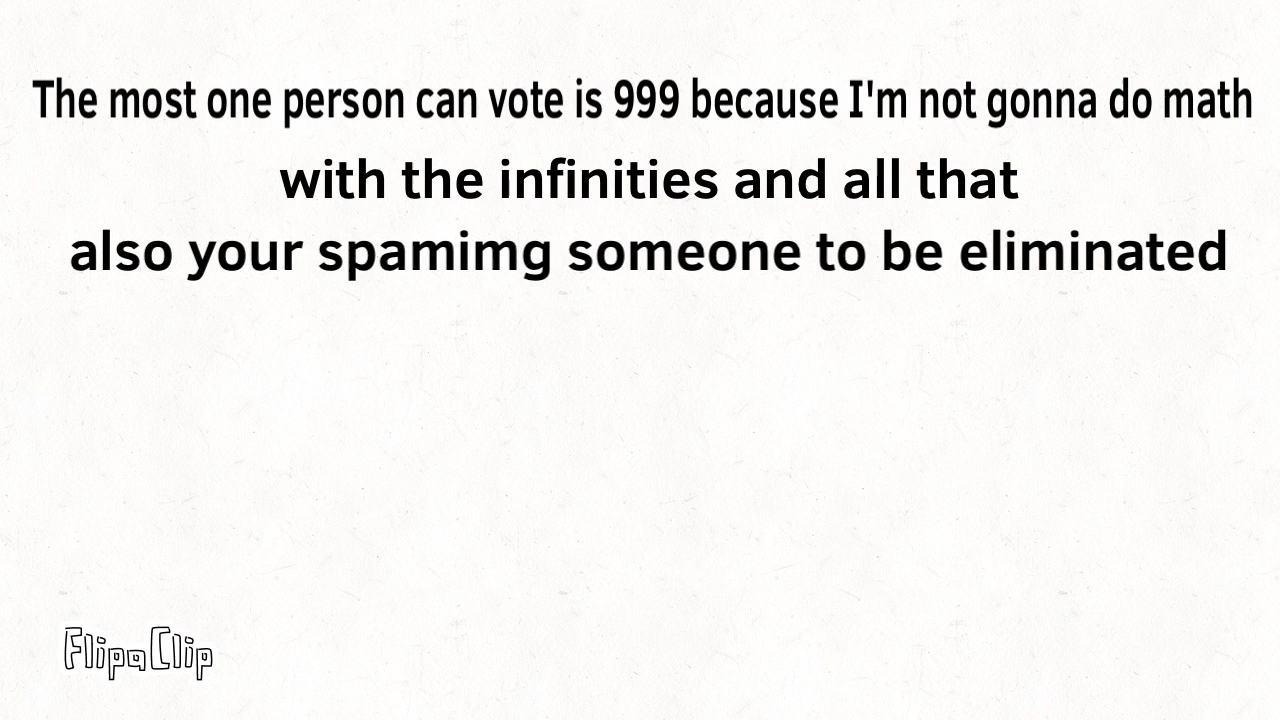 The most one person can vote is 999 because I'm not gonna do math
with the infinities and all that
also your spamimg someone to be eliminated
FlipaClip